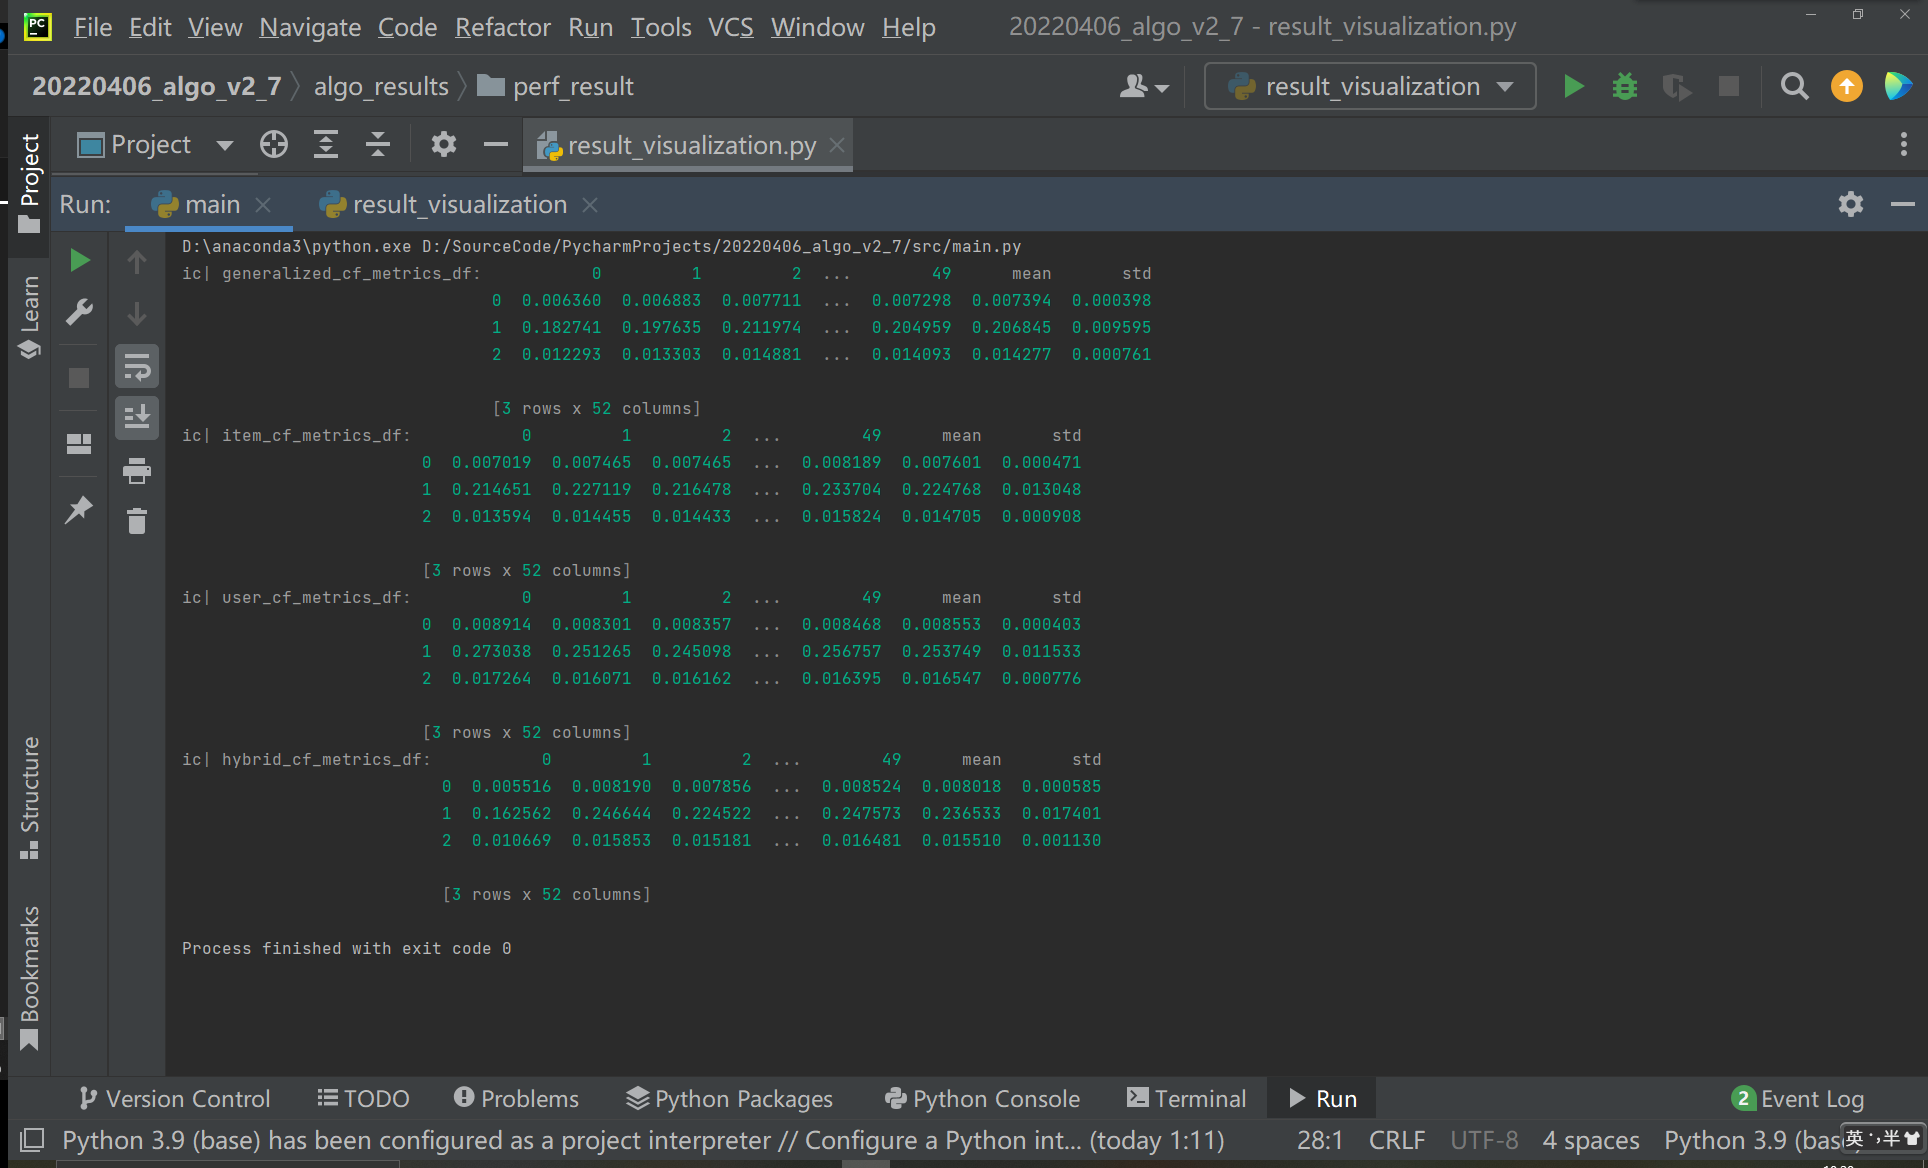 File Edit View Navigate Code Refactor Run Tools VCS Window Help 20220406_algo_v2_7 - result_visualization.py
20220406_algo_v2_7 algo_results perf_result result_visualization
Project result_visualization.py
Run: main result_visualization
D:\anaconda3\python.exe D:/SourceCode/PycharmProjects/20220406_algo_v2_7/src/main.py
ic| generalized_cf_metrics_df: 0 1 2 ... 49 mean std
0 0.006360 0.006883 0.007711 ... 0.007298 0.007394 0.000398
1 0.182741 0.197635 0.211974 ... 0.204959 0.206845 0.009595
2 0.012293 0.013303 0.014881 ... 0.014093 0.014277 0.000761
[3 rows x 52 columns]
ic| item_cf_metrics_df: 0 1 2 ... 49 mean std
0 0.007019 0.007465 0.007465 ... 0.008189 0.007601 0.000471
1 0.214651 0.227119 0.216478 ... 0.233704 0.224768 0.013048
2 0.013594 0.014455 0.014433 ... 0.015824 0.014705 0.000908
[3 rows x 52 columns]
ic| user_cf_metrics_df: 0 1 2 ... 49 mean std
0 0.008914 0.008301 0.008357 ... 0.008468 0.008553 0.000403
1 0.273038 0.251265 0.245098 ... 0.256757 0.253749 0.011533
2 0.017264 0.016071 0.016162 ... 0.016395 0.016547 0.000776
[3 rows x 52 columns]
ic| hybrid_cf_metrics_df: 0 1 2 ... 49 mean std
0 0.005516 0.008190 0.007856 ... 0.008524 0.008018 0.000585
1 0.162562 0.246644 0.224522 ... 0.247573 0.236533 0.017401
2 0.010669 0.015853 0.015181 ... 0.016481 0.015510 0.001130
[3 rows x 52 columns]
Process finished with exit code 0
Project
Learn
Structure
Bookmarks
Version Control TODO Problems Python Packages Python Console Terminal Run 2 Event Log
Python 3.9 (base) has been configured as a project interpreter // Configure a Python int... (today 1:11) 28:1 CRLF UTF-8 4 spaces Python 3.9 (bas
英 半
PC